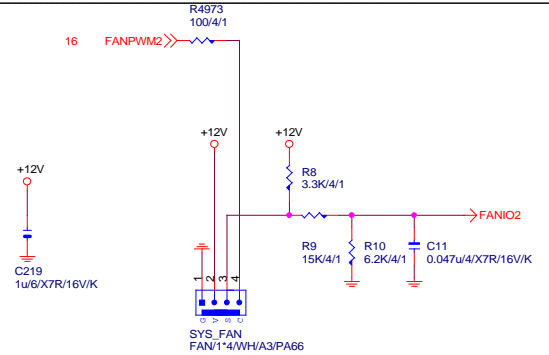 R4973
100/4/1
16 FANPWM2
+12V +12V
+12V
R8
3.3K/4/1
FANIO2
R9
15K/4/1
R10
6.2K/4/1
C11
0.047u/4/X7R/16V/K
C219
1u/6/X7R/16V/K
1 2 3 4
G V S C
SYS_FAN
FAN/1*4/WH/A3/PA66